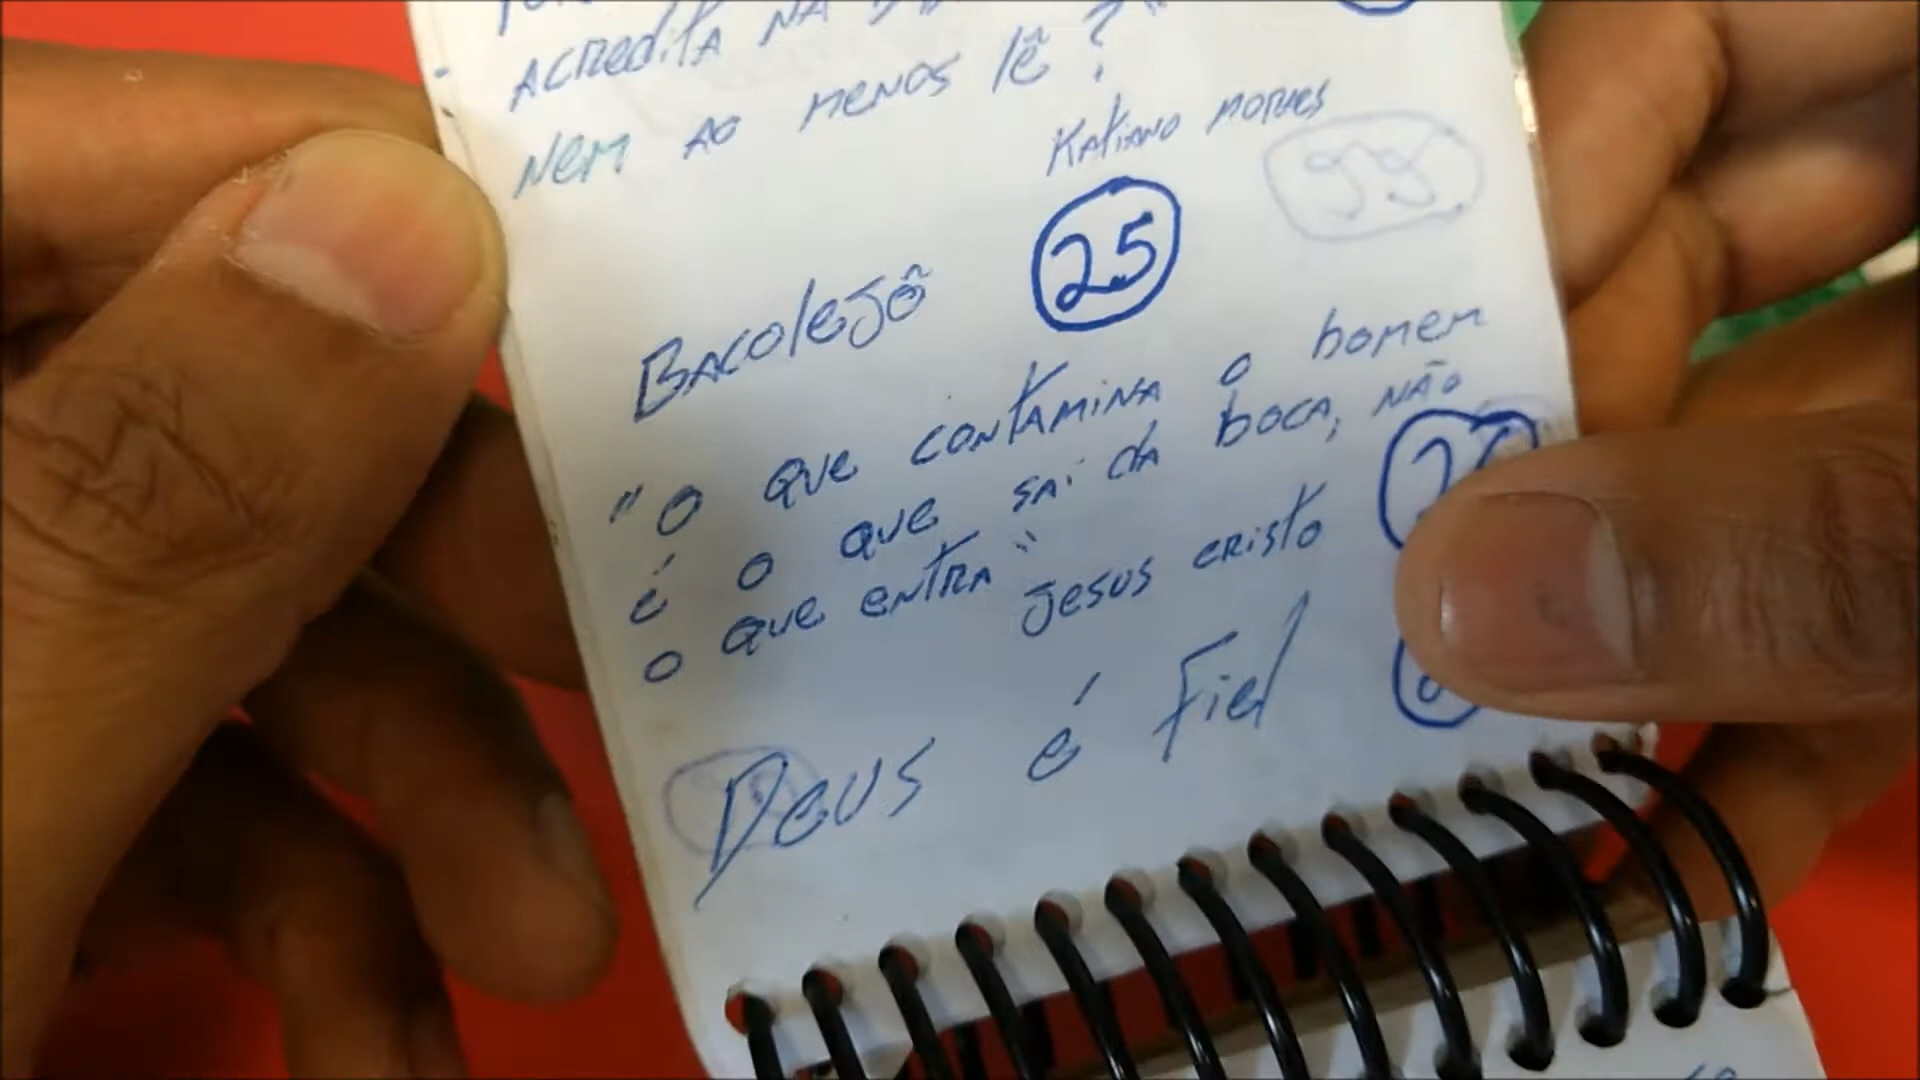 ACREDITA NA
NEM AO MENOS lê?
KATIANO MORAES
BACOLEJÔ 25
"O QUE CONTAMINA O homem
é O QUE SAi dA bOCA, NÃO
O QUE ENTRA"
JESUS CRISTO
DEUS é FiEl